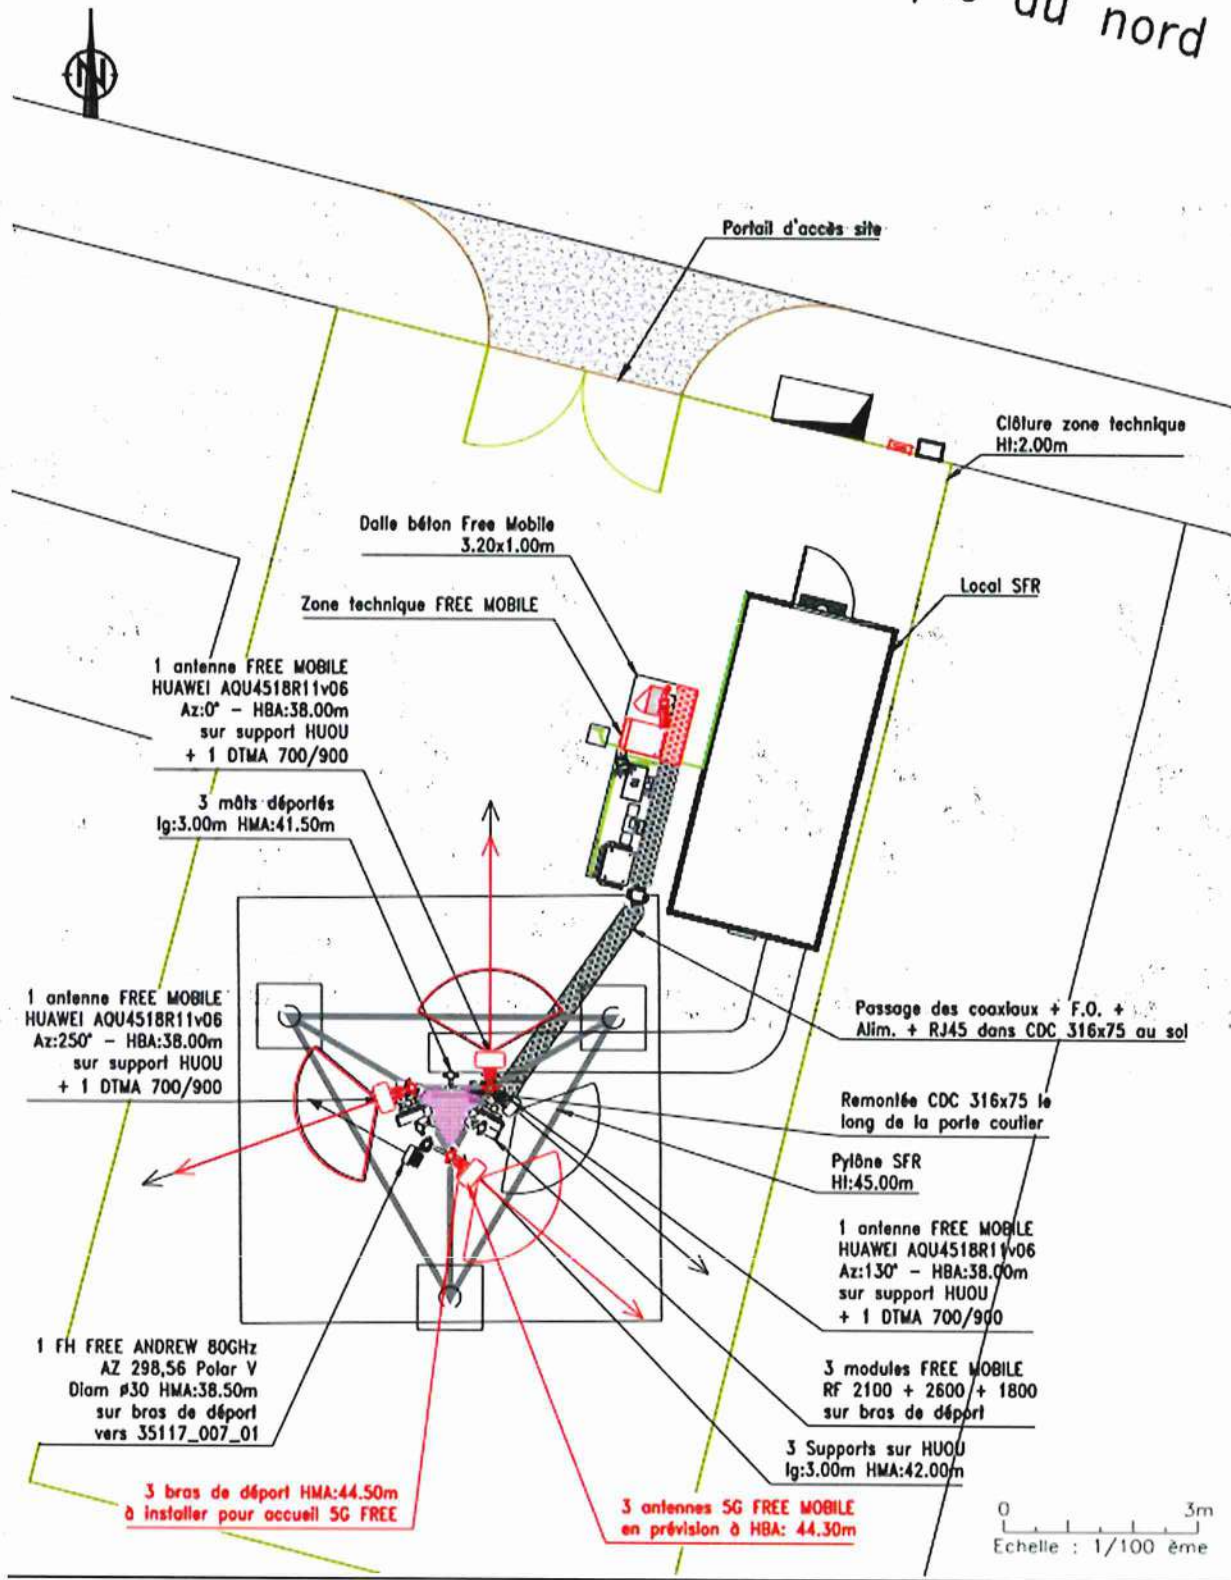 du nord
N
Portail d'accès site
Clôture zone technique
Ht:2.00m
Dalle béton Free Mobile
3.20x1.00m
Local SFR
Zone technique FREE MOBILE
1 antenne FREE MOBILE
HUAWEI AQU4518R11v06
Az:0° - HBA:38.00m
sur support HUOU
+ 1 DTMA 700/900
3 mâts déportés
lg:3.00m HMA:41.50m
1 antenne FREE MOBILE
HUAWEI AQU4518R11v06
Az:250° - HBA:38.00m
sur support HUOU
+ 1 DTMA 700/900
Passage des coaxiaux + F.O. +
Alim. + RJ45 dans CDC 316x75 au sol
Remontée CDC 316x75 le
long de la porte coutier
Pylône SFR
Ht:45.00m
1 antenne FREE MOBILE
HUAWEI AQU4518R11v06
Az:130° - HBA:38.00m
sur support HUOU
+ 1 DTMA 700/900
1 FH FREE ANDREW 80GHz
AZ 298,56 Polar V
Diam Ø30 HMA:38.50m
sur bras de déport
vers 35117_007_01
3 modules FREE MOBILE
RF 2100 + 2600 + 1800
sur bras de déport
3 Supports sur HUOU
lg:3.00m HMA:42.00m
3 bras de déport HMA:44.50m
à installer pour accueil 5G FREE
3 antennes 5G FREE MOBILE
en prévision à HBA: 44.30m
0 3m
Echelle : 1/100 ème